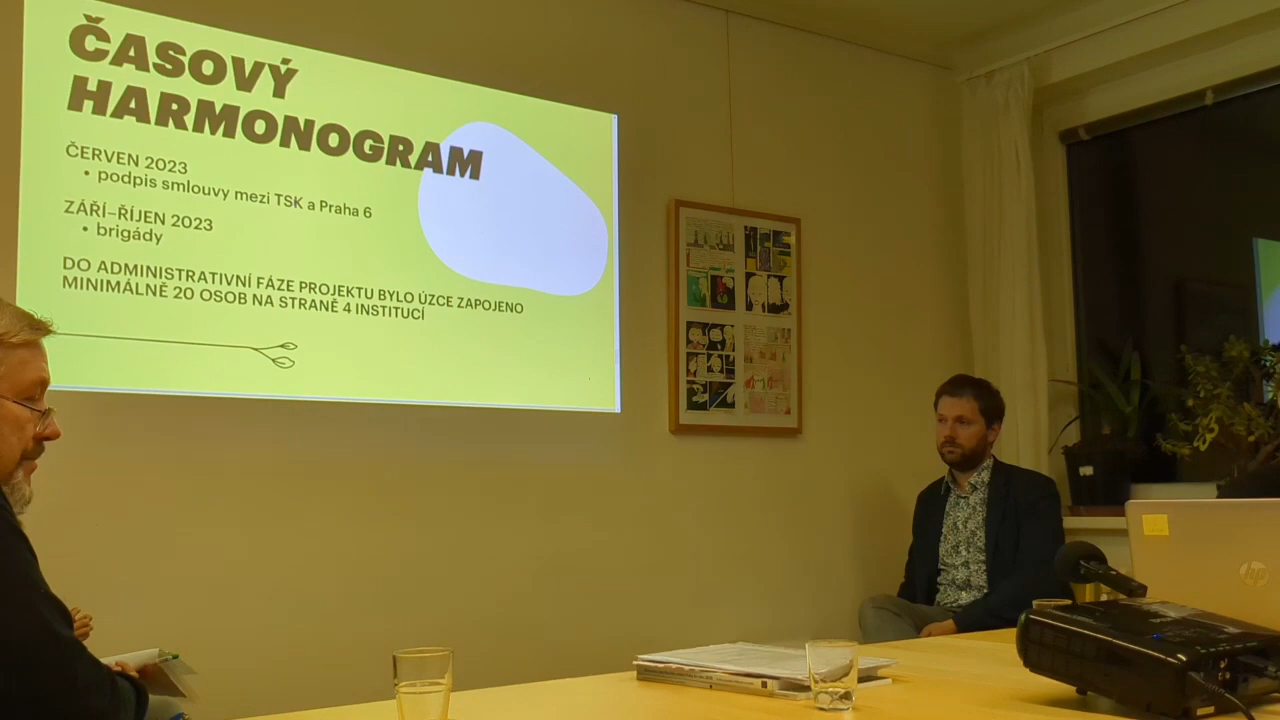 ČASOVÝ
HARMONOGRAM
ČERVEN 2023
• podpis smlouvy mezi TSK a Praha 6
ZÁŘÍ–ŘÍJEN 2023
• brigády
DO ADMINISTRATIVNÍ FÁZE PROJEKTU BYLO ÚZCE ZAPOJENO
MINIMÁLNĚ 20 OSOB NA STRANĚ 4 INSTITUCÍ
hp